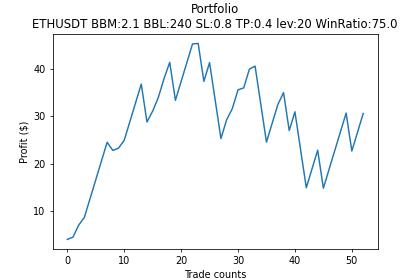 Portfolio
ETHUSDT BBM:2.1 BBL:240 SL:0.8 TP:0.4 lev:20 WinRatio:75.0
Profit ($)
40
30
20
10
0
10
20
30
40
50
Trade counts